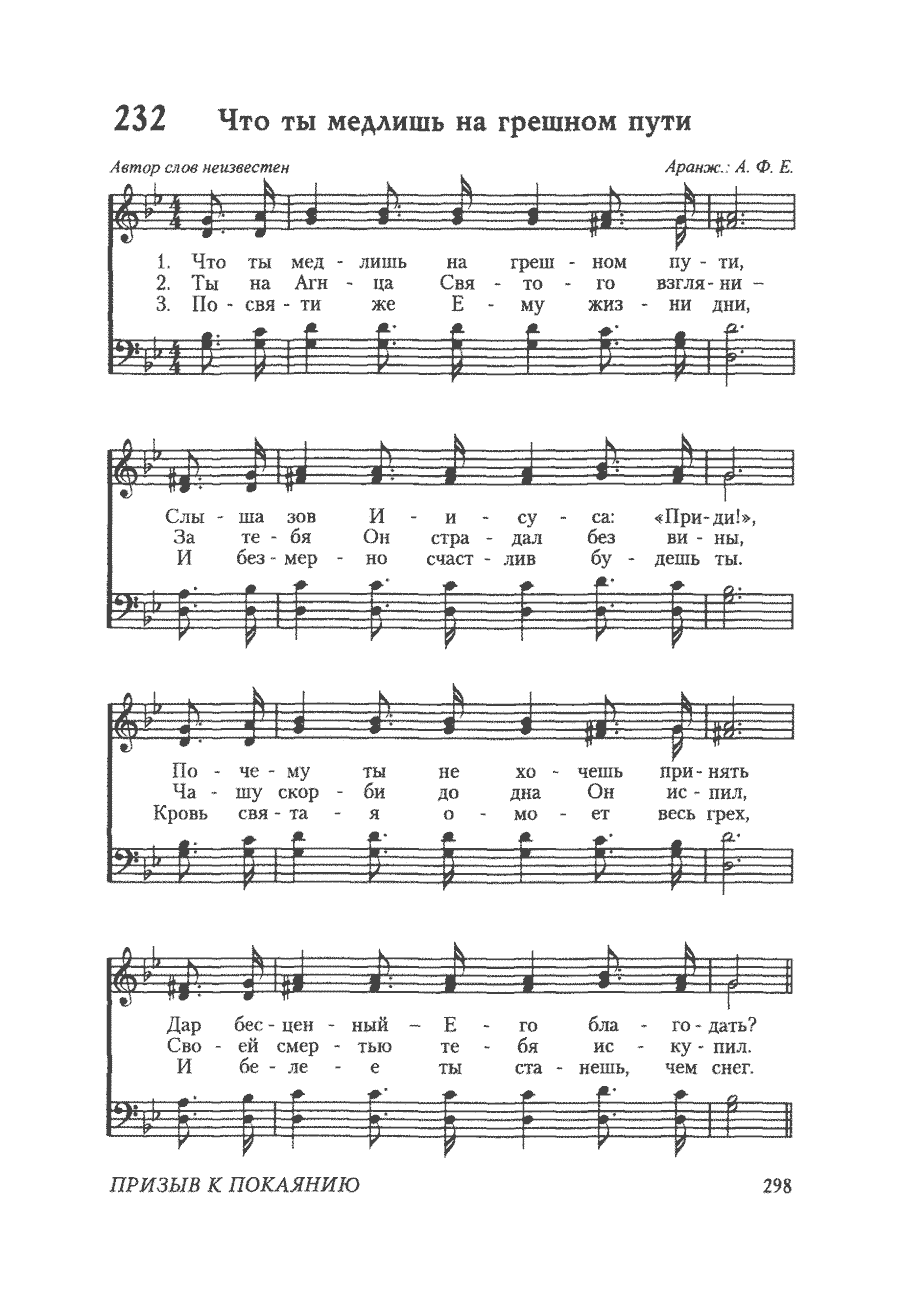 232 Что ты медлишь на грешном пути
Автор слов неизвестен Аранж.: А. Ф. Е.
1. Что ты мед - лишь на греш - ном пу - ти,
2. Ты на Агн - ца Свя - то - го взгля- ни –
3. По - свя - ти же Е - му жиз - ни дни,
Слы - ша зов И - и - су - са: «При- ди!»,
За те - бя Он стра - дал без ви - ны,
И без - мер - но счаст - лив бу - дешь ты.
По - че - му ты не хо - чешь при - нять
Ча - шу скор - би до дна Он ис - пил,
Кровь свя - та - я о - мо - ет весь грех,
Дар бес - цен - ный – Е - го бла - го - дать?
Сво - ей смер - тью те - бя ис - ку - пил.
И бе - ле - е ты ста - нешь, чем снег.
ПРИЗЫВ К ПОКАЯНИЮ 298